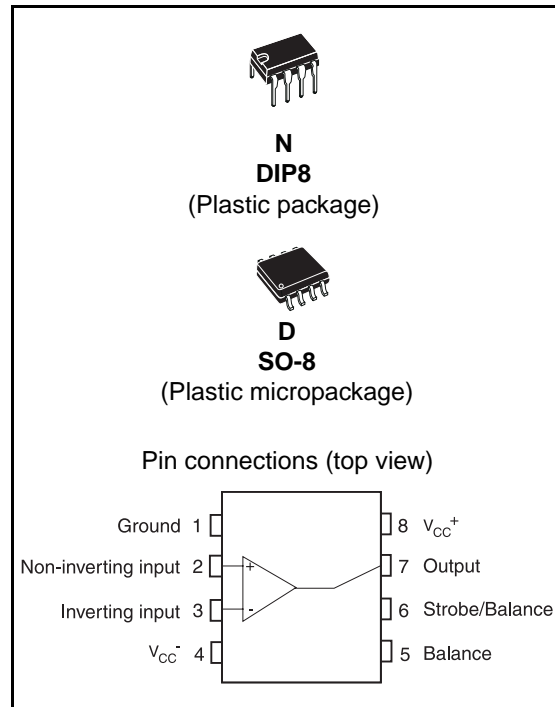 N
DIP8
(Plastic package)
D
SO-8
(Plastic micropackage)
Pin connections (top view)
Ground 1
8 VCC+
Non-inverting input 2
+
7 Output
Inverting input 3
-
6 Strobe/Balance
VCC- 4
5 Balance